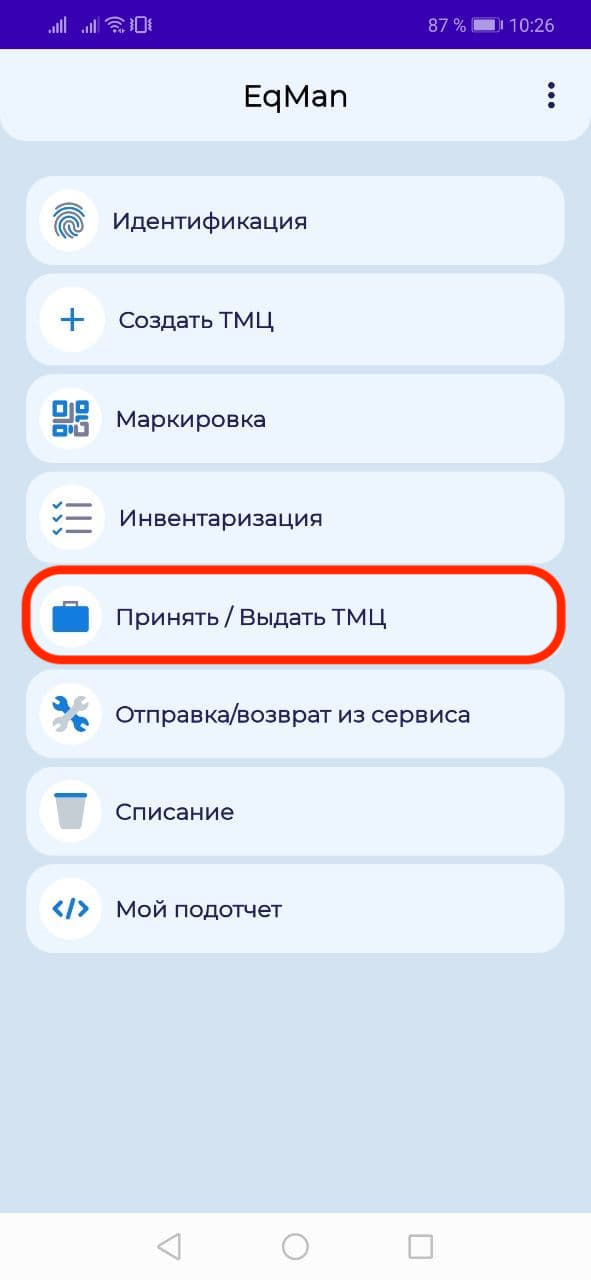 87 % 10:26
EqMan
Идентификация
Создать ТМЦ
Маркировка
Инвентаризация
Принять / Выдать ТМЦ
Отправка/возврат из сервиса
Списание
Мой подотчет